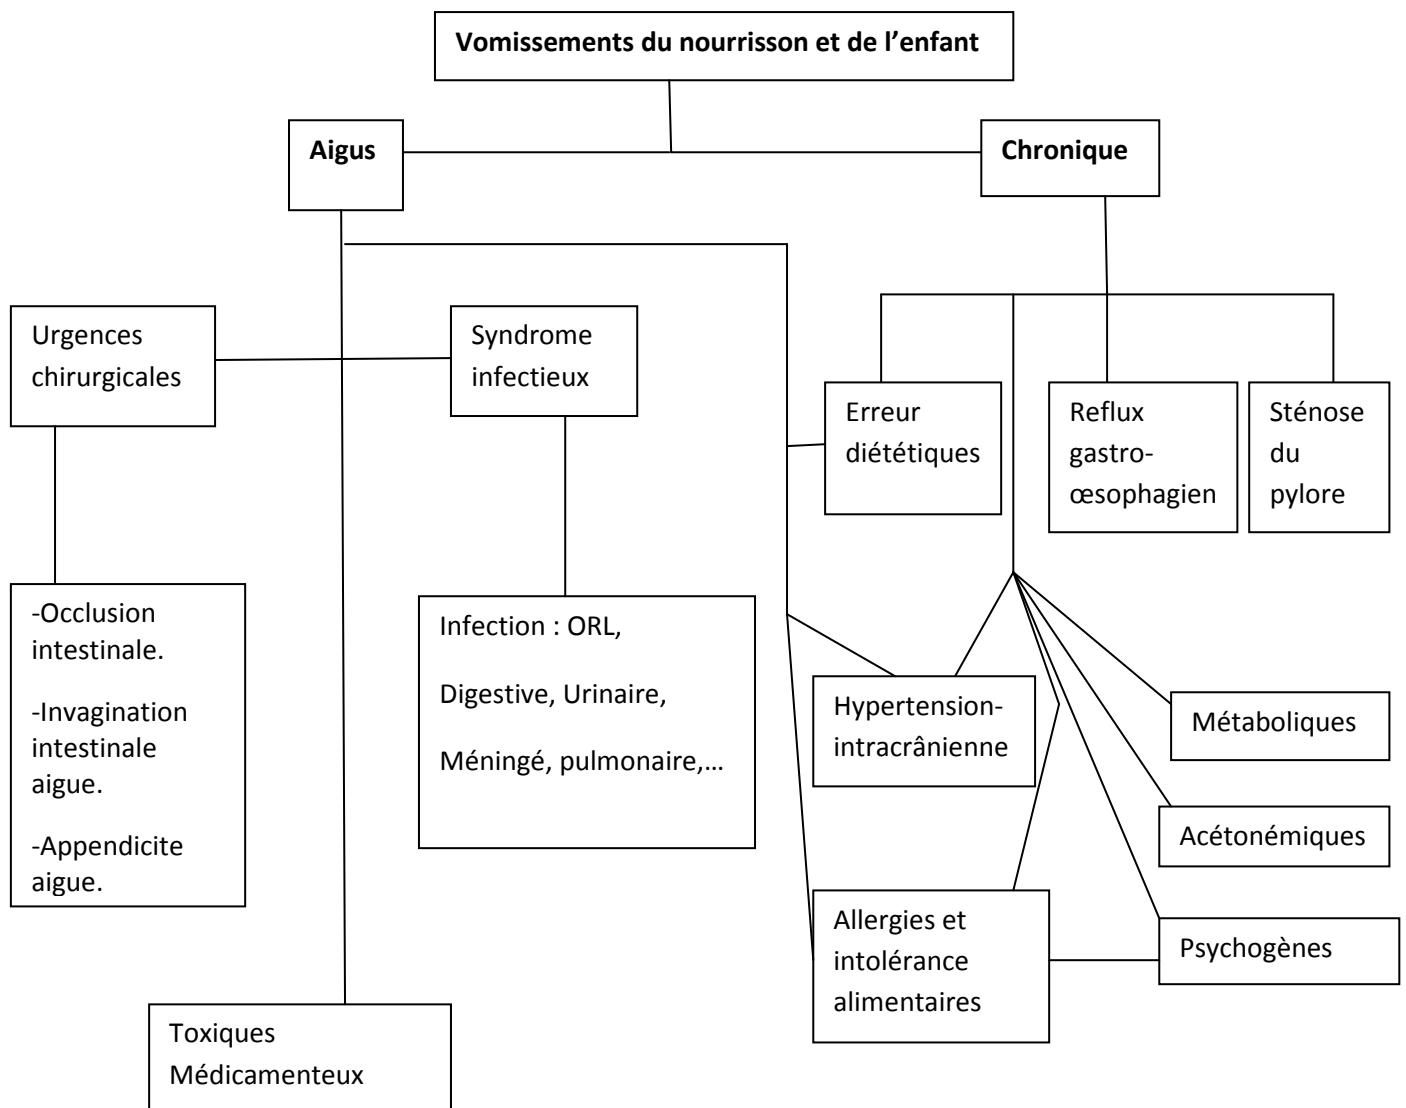 Vomissements du nourrisson et de l’enfant
Aigus
Chronique
Urgences
chirurgicales
Syndrome
infectieux
Erreur
diététiques
Reflux
gastro-
œsophagien
Sténose
du
pylore
-Occlusion
intestinale.
-Invagination
intestinale
aigue.
-Appendicite
aigue.
Infection : ORL,
Digestive, Urinaire,
Méningé, pulmonaire,…
Hypertension-
intracrânienne
Métaboliques
Acétonémiques
Allergies et
intolérance
alimentaires
Psychogènes
Toxiques
Médicamenteux